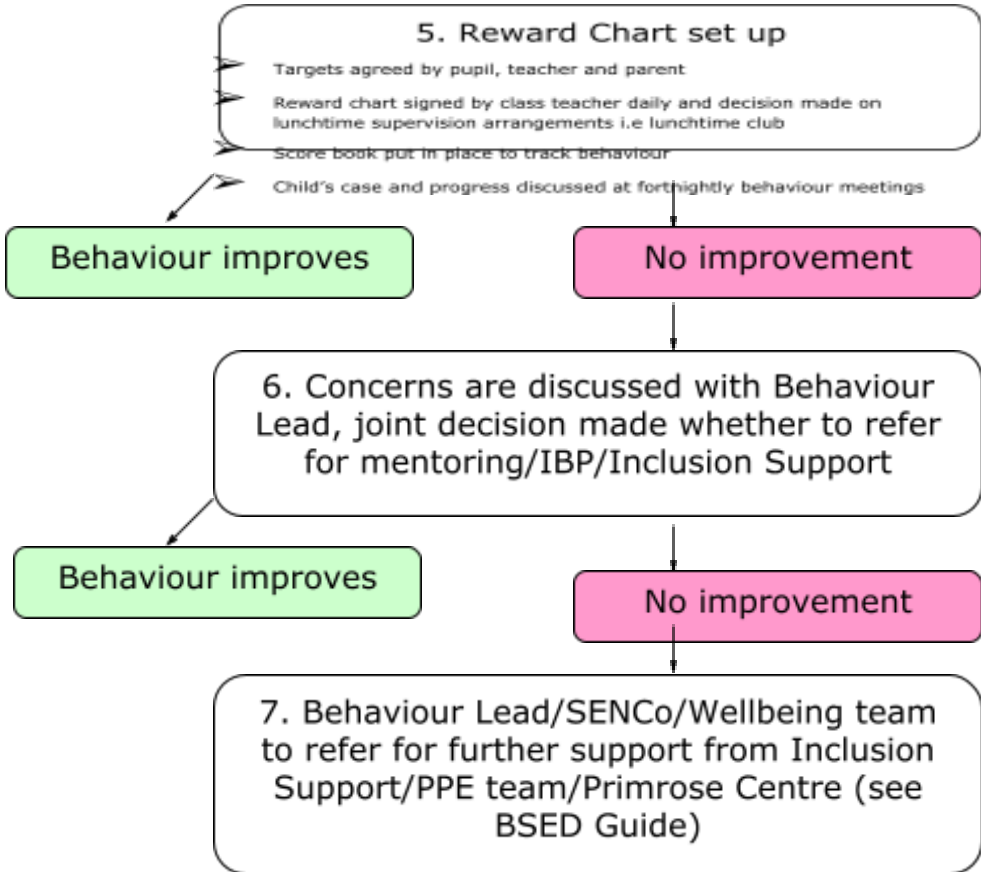 5. Reward Chart set up
Targets agreed by pupil, teacher and parent
Reward chart signed by class teacher daily and decision made on
lunchtime supervision arrangements i.e lunchtime club
Score book put in place to track behaviour
Child's case and progress discussed at fortnightly behaviour meetings
Behaviour improves
No improvement
6. Concerns are discussed with Behaviour
Lead, joint decision made whether to refer
for mentoring/IBP/Inclusion Support
Behaviour improves
No improvement
7. Behaviour Lead/SENCo/Wellbeing team
to refer for further support from Inclusion
Support/PPE team/Primrose Centre (see
BSED Guide)